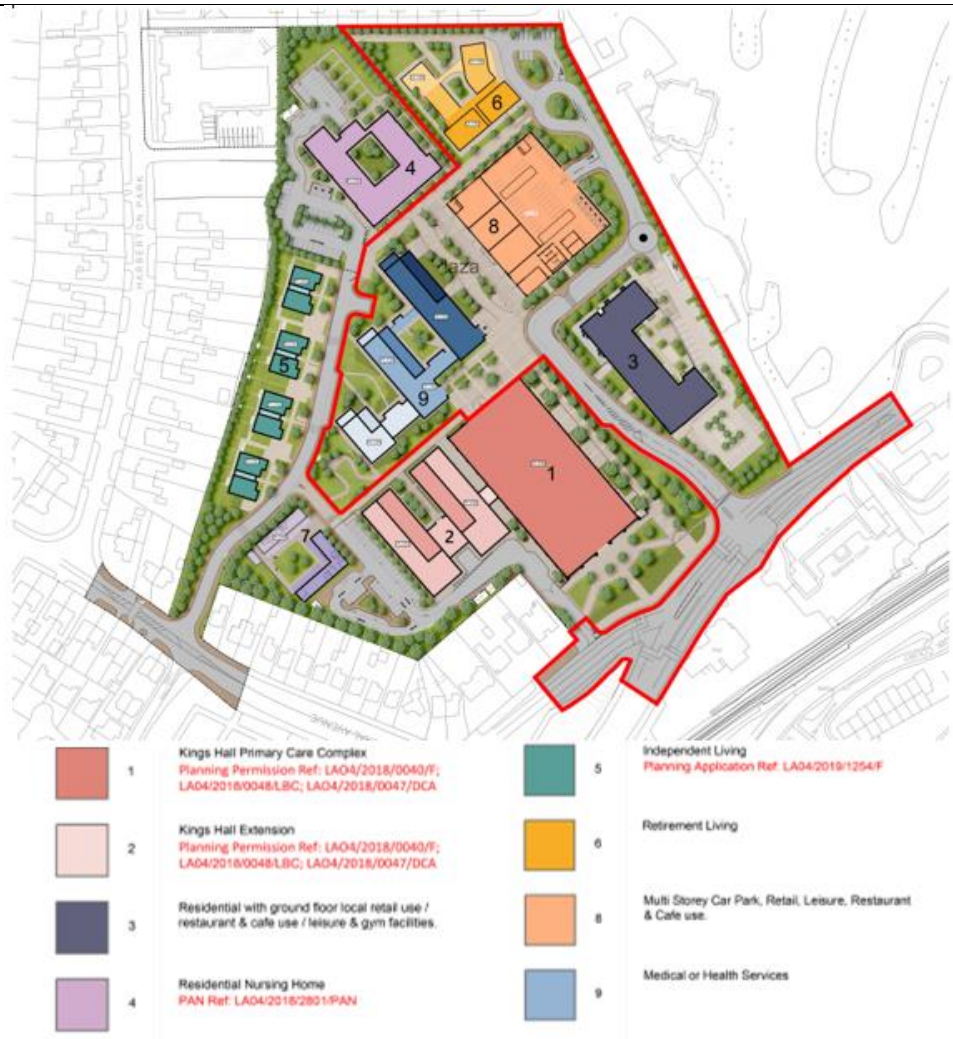 HARBERTON PARK
6
4
8
aza
3
5
9
1
2
7
AVENUE
1
Kings Hall Primary Care Complex
Planning Permission Ref: LAO4/2018/0040/F;
LA04/2018/0048/LBC; LAO4/2018/0047/DCA
2
Kings Hall Extension
Planning Permission Ref: LAO4/2018/0040/F;
LA04/2018/0048/LBC; LAO4/2018/0047/DCA
3
Residential with ground floor local retail use /
restaurant & cafe use / leisure & gym facilities.
4
Residential Nursing Home
PAN Ref: LA04/2018/2801/PAN
5
Independent Living
Planning Application Ref: LA04/2019/1254/F
6
Retirement Living
8
Multi Storey Car Park, Retail, Leisure, Restaurant
& Cafe use.
9
Medical or Health Services